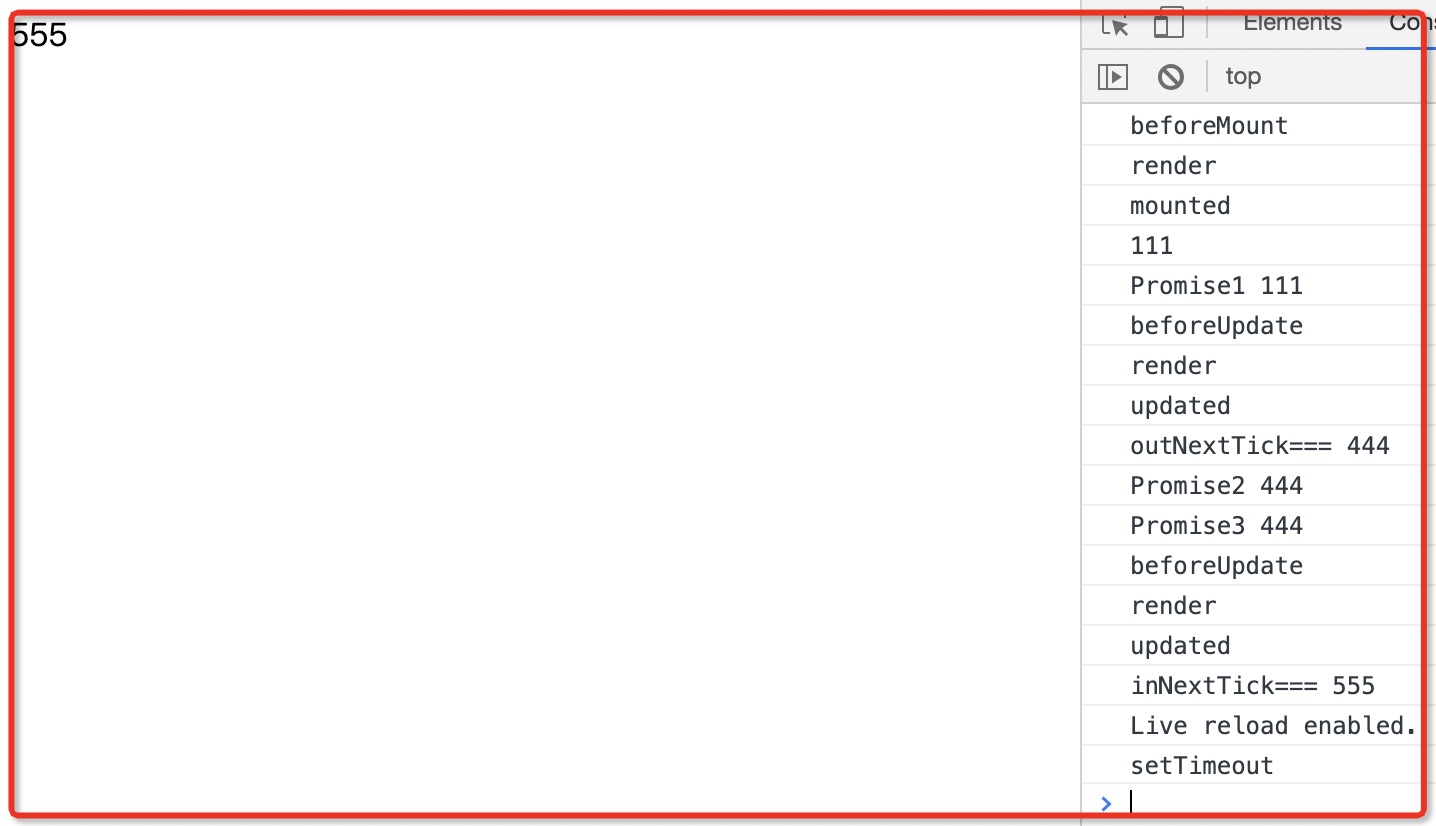 555
Elements
Cons
top
beforeMount
render
mounted
111
Promise1 111
beforeUpdate
render
updated
outNextTick=== 444
Promise2 444
Promise3 444
beforeUpdate
render
updated
inNextTick=== 555
Live reload enabled.
setTimeout
>